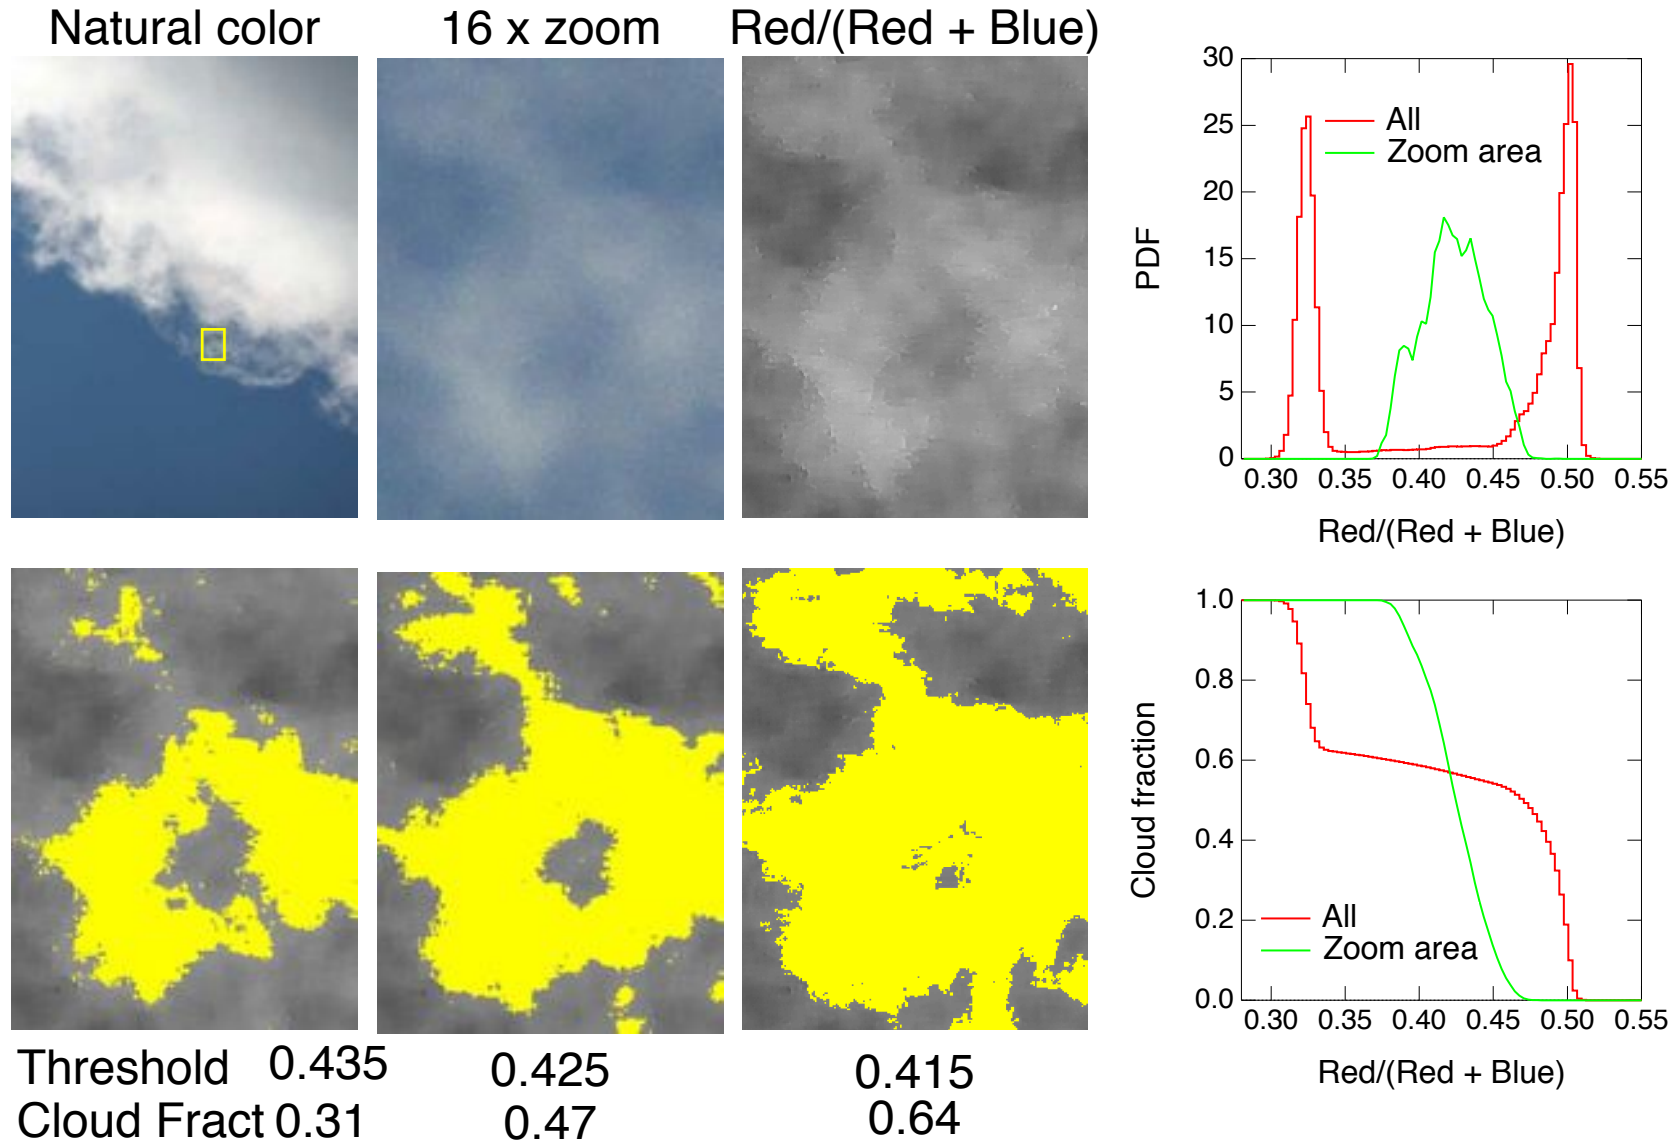 Natural color
16 x zoom
Red/(Red + Blue)
30
25
20
15
10
5
0
PDF
All
Zoom area
0.30 0.35 0.40 0.45 0.50 0.55
Red/(Red + Blue)
1.0
0.8
0.6
0.4
0.2
0.0
Cloud fraction
All
Zoom area
0.30 0.35 0.40 0.45 0.50 0.55
Red/(Red + Blue)
Threshold 0.435 0.425 0.415
Cloud Fract 0.31 0.47 0.64